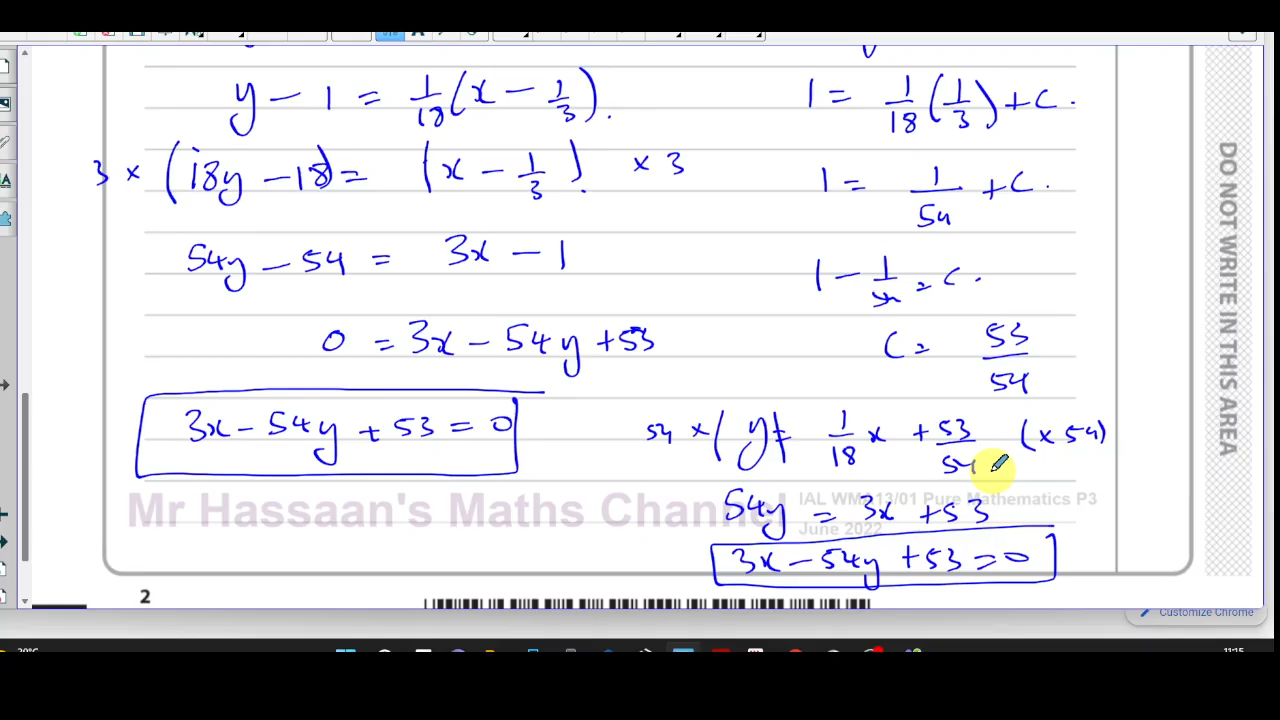 y - 1 = 1/18 (x - 1/3).
3 × (18y - 18) = (x - 1/3). × 3
54y - 54 = 3x - 1
0 = 3x - 54y + 53
3x - 54y + 53 = 0
1 = 1/18 (1/3) + c.
1 = 1/54 + c.
1 - 1/54 = c.
c = 53/54
54 × (y) = 1/18 x + 53/54 (× 54)
54y = 3x + 53
3x - 54y + 53 = 0
Mr Hassaan's Maths Channel
IAL WMA13/01 Pure Mathematics P3
June 2022
2
DO NOT WRITE IN THIS AREA
Customize Chrome
11:15